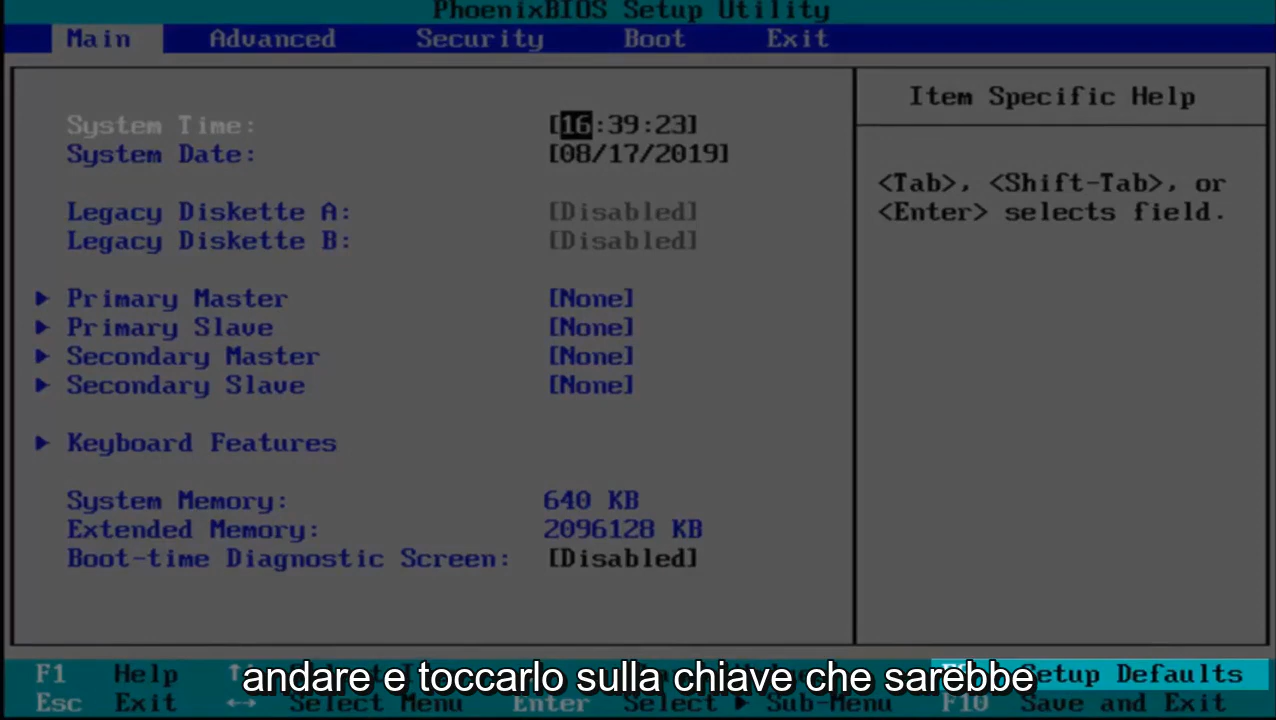 PhoenixBIOS Setup Utility
Main Advanced Security Boot Exit
Item Specific Help
System Time: [16:39:23]
System Date: [08/17/2019]
<Tab>, <Shift-Tab>, or
<Enter> selects field.
Legacy Diskette A: [Disabled]
Legacy Diskette B: [Disabled]
Primary Master [None]
Primary Slave [None]
Secondary Master [None]
Secondary Slave [None]
Keyboard Features
System Memory: 640 KB
Extended Memory: 2096128 KB
Boot-time Diagnostic Screen: [Disabled]
F1 Help Setup Defaults
andare e toccarlo sulla chiave che sarebbe
Esc Exit Select Menu Enter Select Sub-Menu F10 Save and Exit